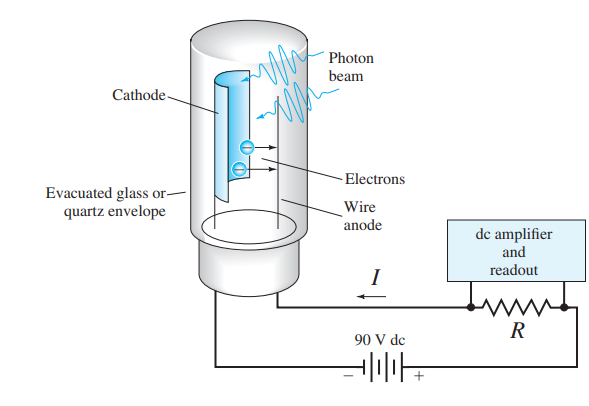 Photon
beam
Cathode
Electrons
Evacuated glass or
quartz envelope
Wire
anode
dc amplifier
and
readout
I
R
90 V dc
– +